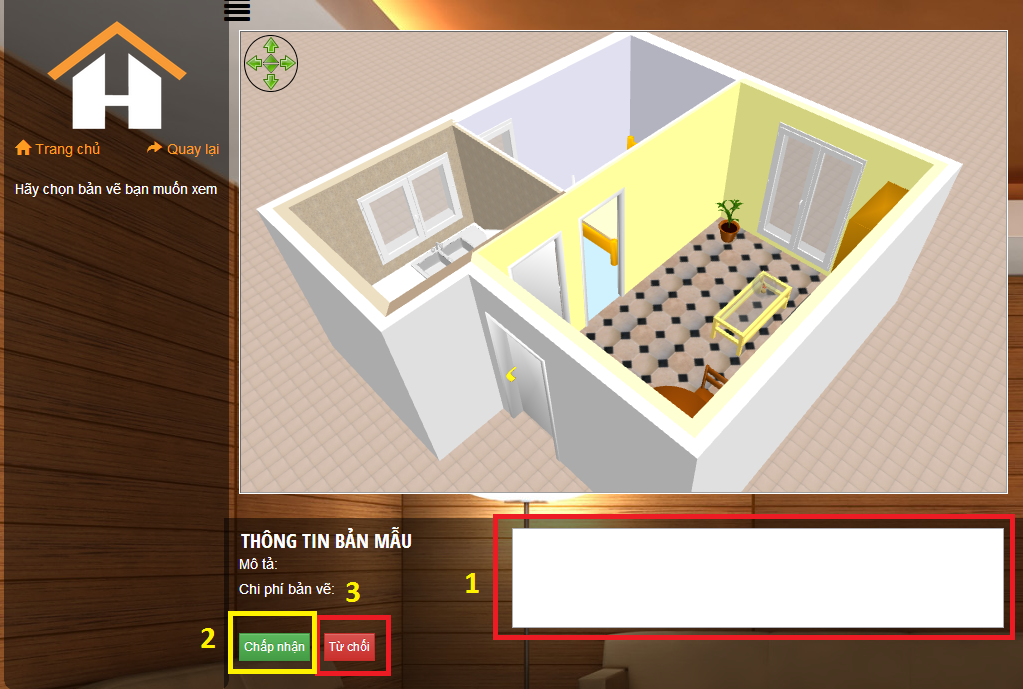 Trang chủ Quay lại
Hãy chọn bản vẽ bạn muốn xem
THÔNG TIN BẢN MẪU
Mô tả:
Chi phí bản vẽ:
3
1
2
Chấp nhận Từ chối